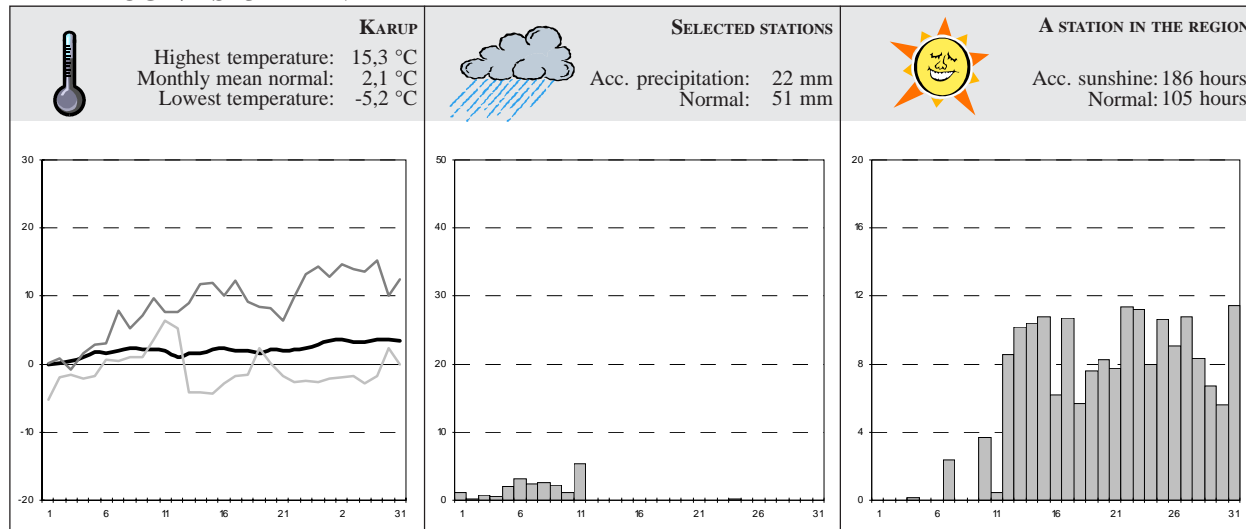 KARUP
Highest temperature: 15,3 °C
Monthly mean normal: 2,1 °C
Lowest temperature: -5,2 °C
SELECTED STATIONS
Acc. precipitation: 22 mm
Normal: 51 mm
A STATION IN THE REGION
Acc. sunshine: 186 hours
Normal: 105 hours
30
20
10
0
-10
-20
1 6 11 16 21 2 31
50
40
30
20
10
0
1 6 11 16 21 26 31
20
16
12
8
4
0
1 6 11 16 21 26 31